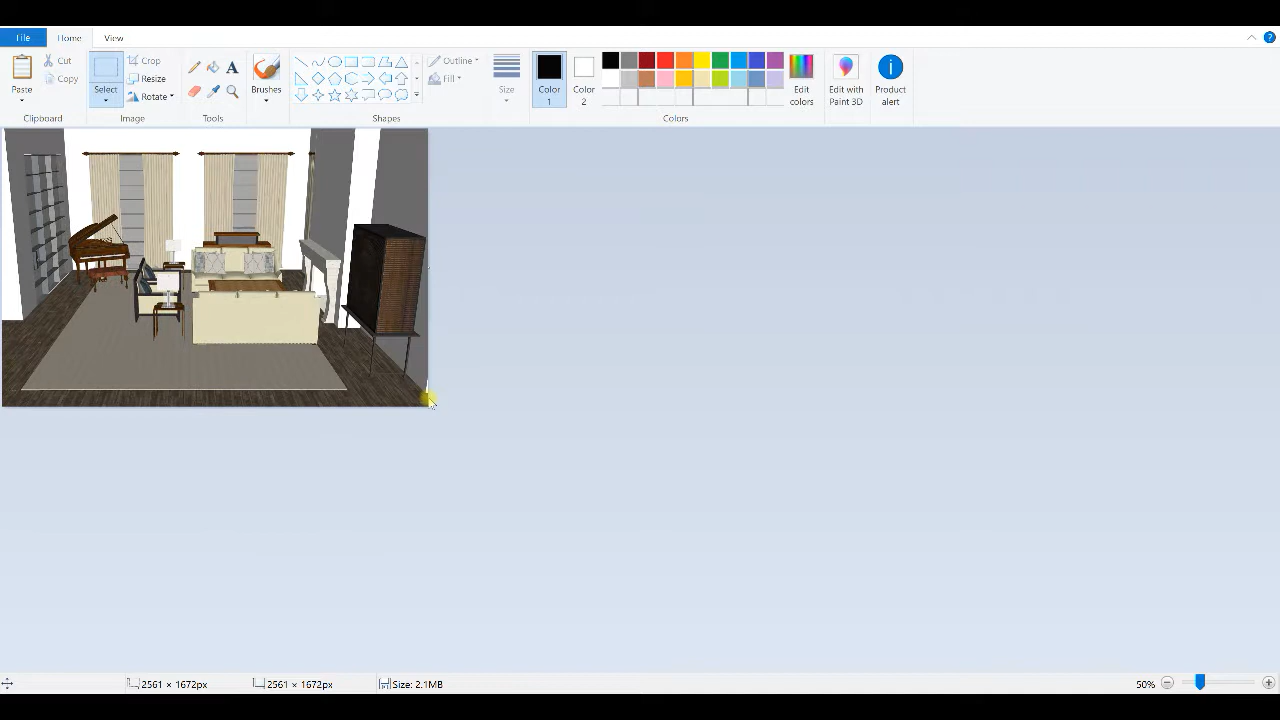 File Home View
Paste
Cut
Copy
Clipboard
Select
Crop
Resize
Rotate
Image
Tools
Brushes
Shapes
Outline
Fill
Size
Color
1
Color
2
Colors
Edit
colors
Edit with
Paint 3D
Product
alert
2561 × 1672px
2561 × 1672px
Size: 2.1MB
50%